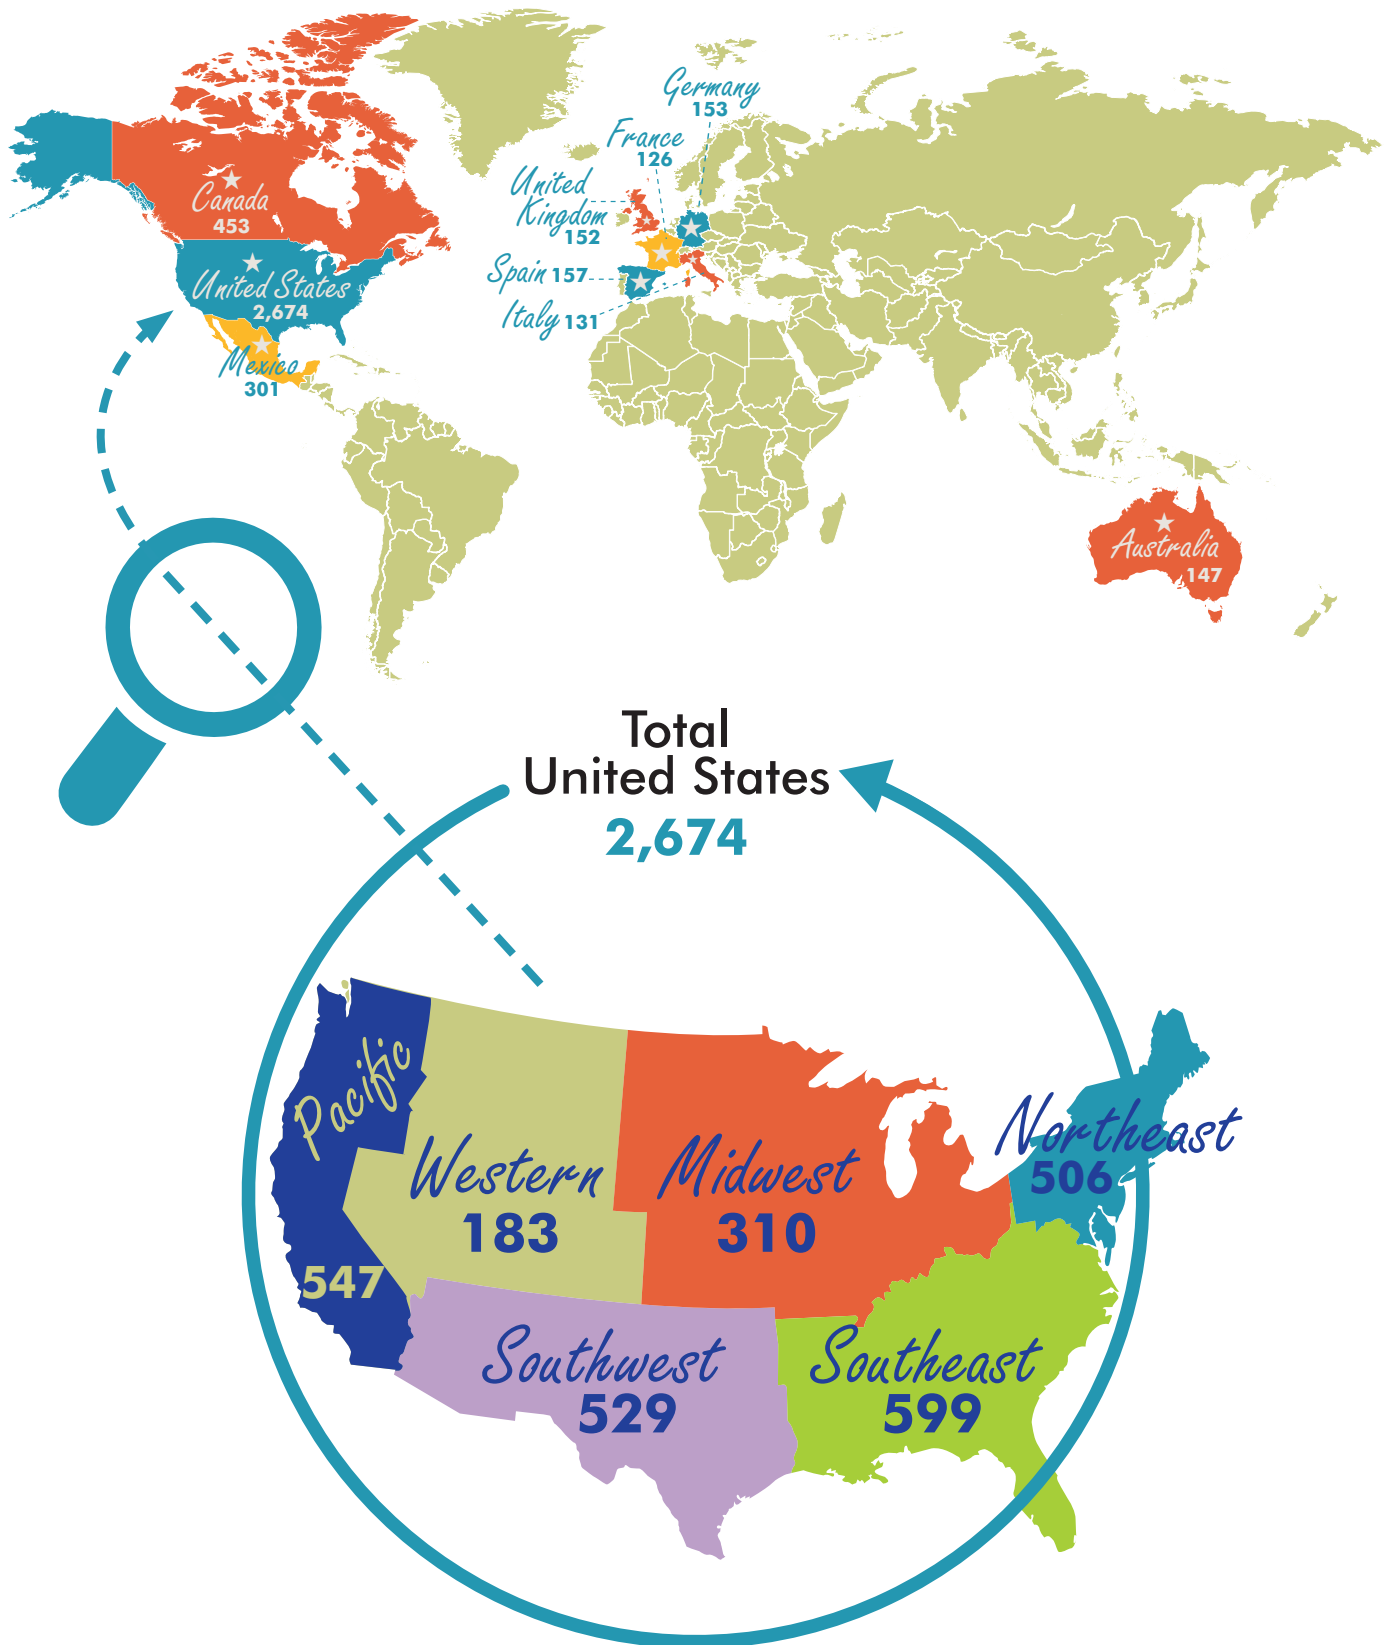 Germany
153
France
126
United
Kingdom
152
Canada
453
Spain 157
United States
2,674
Italy 131
Mexico
301
Australia
147
Total
United States
2,674
Pacific
547
Western
183
Midwest
310
Northeast
506
Southwest
529
Southeast
599